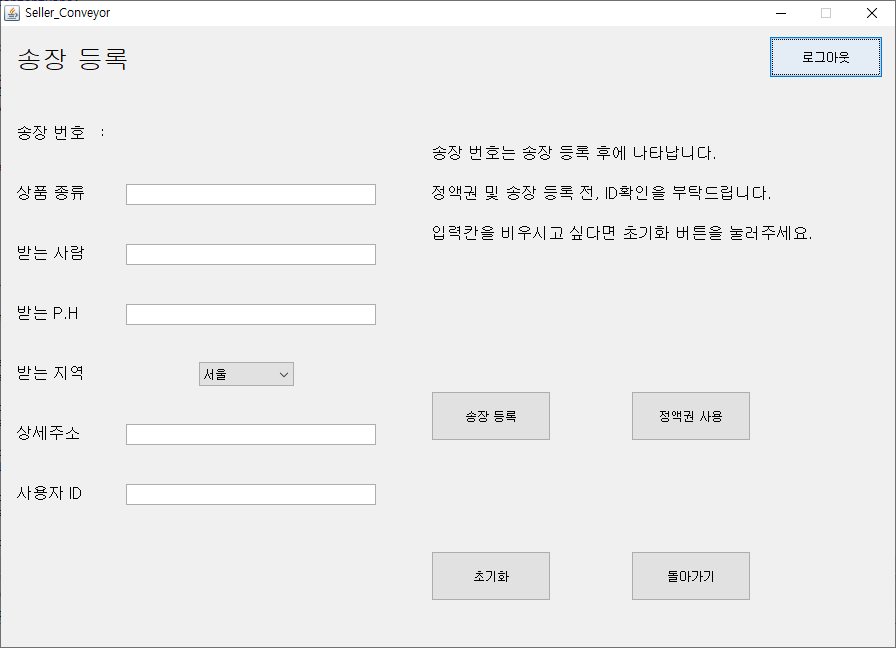 Seller_Conveyor
송장 등록
로그아웃
송장 번호 :
송장 번호는 송장 등록 후에 나타납니다.
상품 종류
정액권 및 송장 등록 전, ID확인을 부탁드립니다.
입력칸을 비우시고 싶다면 초기화 버튼을 눌러주세요.
받는 사람
받는 P.H
받는 지역
서울
송장 등록
정액권 사용
상세주소
사용자 ID
초기화
돌아가기